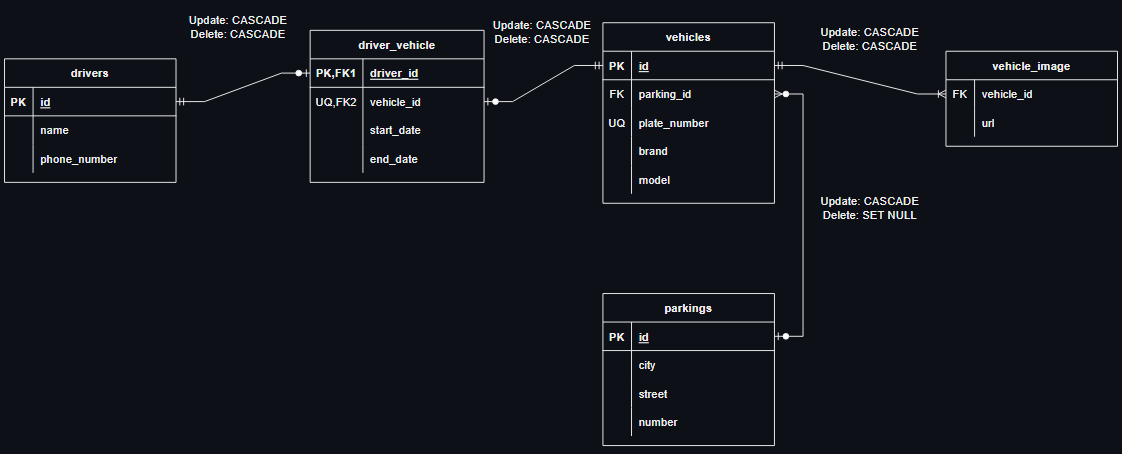 Update: CASCADE
Delete: CASCADE
drivers
PK id
name
phone_number
driver_vehicle
PK,FK1 driver_id
UQ,FK2 vehicle_id
start_date
end_date
Update: CASCADE
Delete: CASCADE
vehicles
PK id
FK parking_id
UQ plate_number
brand
model
Update: CASCADE
Delete: CASCADE
vehicle_image
FK vehicle_id
url
Update: CASCADE
Delete: SET NULL
parkings
PK id
city
street
number